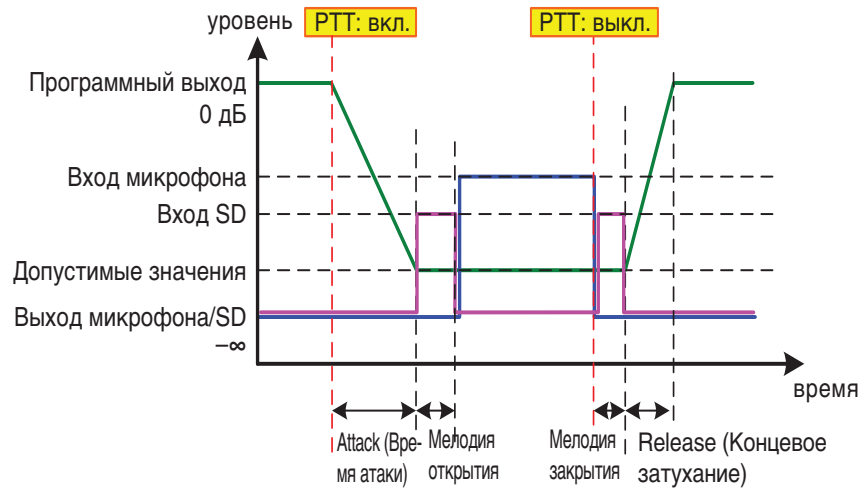 уровень
PTT: вкл.
PTT: выкл.
Программный выход
0 дБ
Вход микрофона
Вход SD
Допустимые значения
Выход микрофона/SD
–∞
время
Attack (Вре-
мя атаки)
Мелодия
открытия
Мелодия
закрытия
Release (Концевое
затухание)